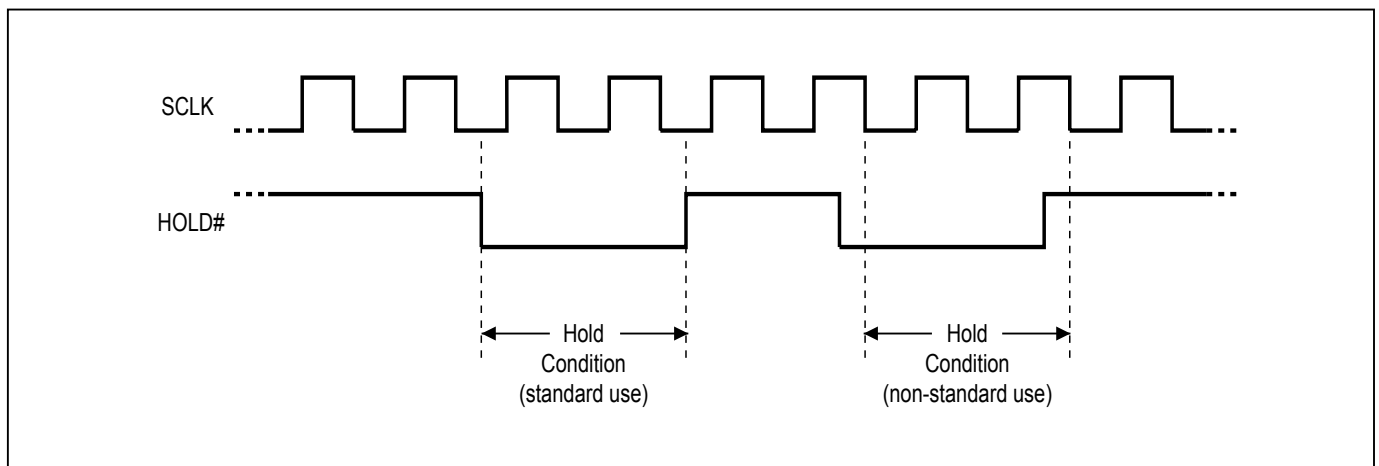 SCLK
HOLD#
Hold
Condition
(standard use)
Hold
Condition
(non-standard use)